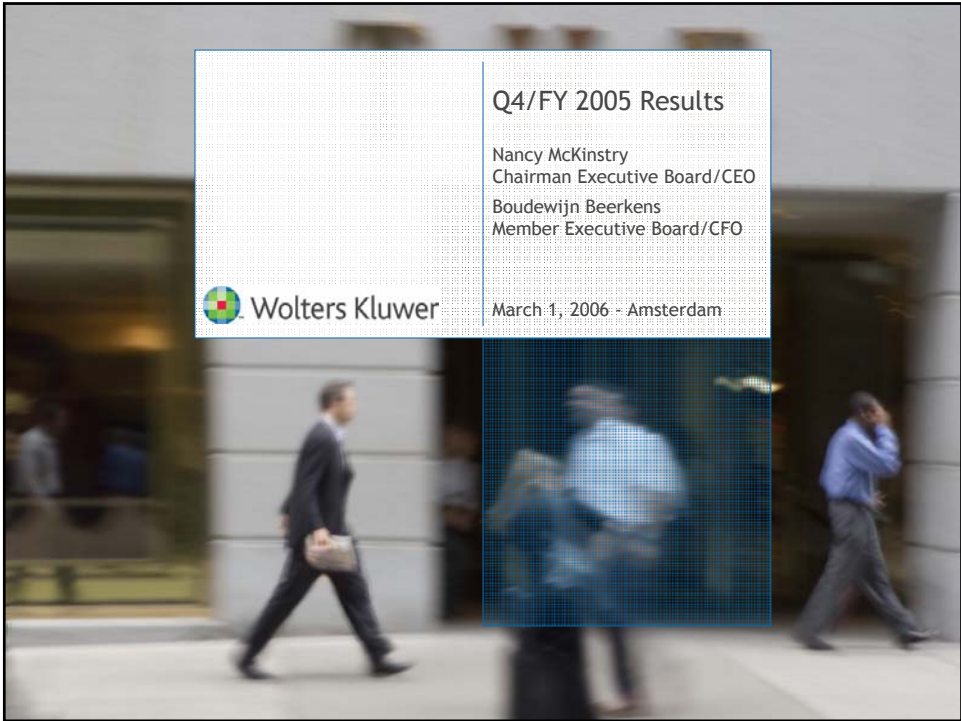 Q4/FY 2005 Results
Nancy McKinstry
Chairman Executive Board/CEO
Boudewijn Beerkens
Member Executive Board/CFO
Wolters Kluwer
March 1, 2006 - Amsterdam